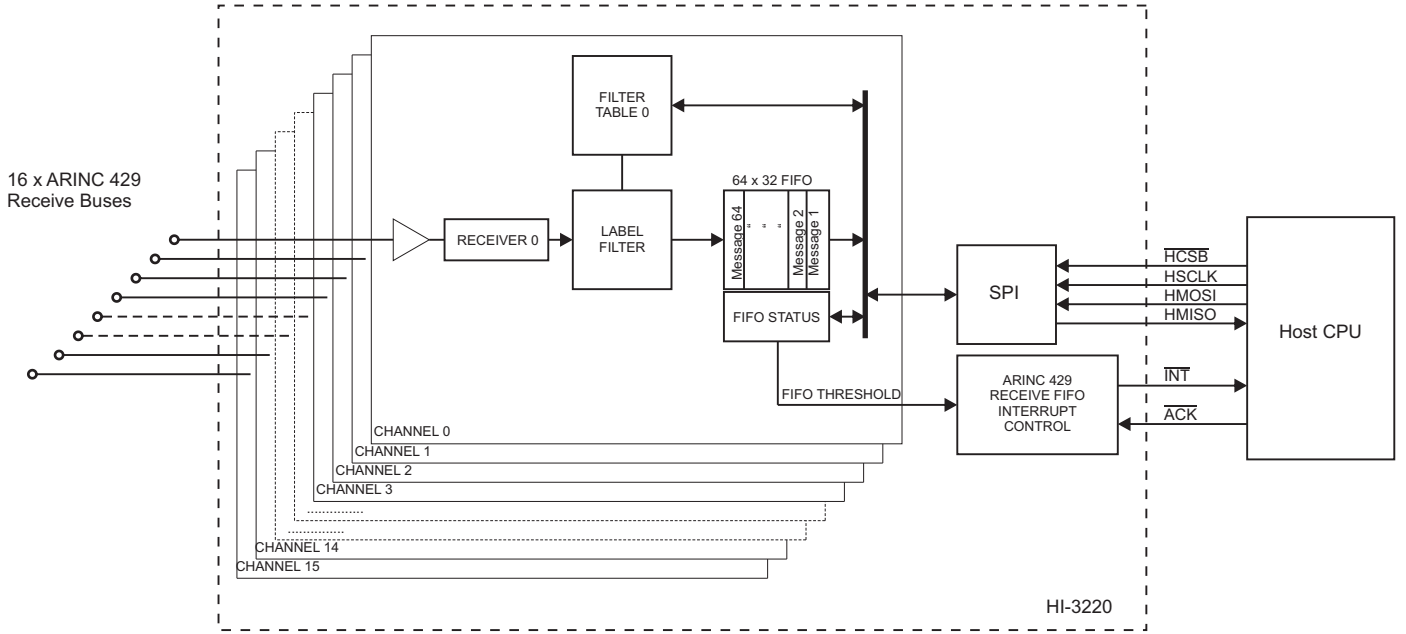 16 x ARINC 429
Receive Buses
FILTER
TABLE 0
64 x 32 FIFO
RECEIVER 0
LABEL
FILTER
Message 64
" " "
Message 2
Message 1
FIFO STATUS
FIFO THRESHOLD
SPI
HCSB
HSCLK
HMOSI
HMISO
Host CPU
ARINC 429
RECEIVE FIFO
INTERRUPT
CONTROL
INT
ACK
CHANNEL 0
CHANNEL 1
CHANNEL 2
CHANNEL 3
................
................
CHANNEL 14
CHANNEL 15
HI-3220